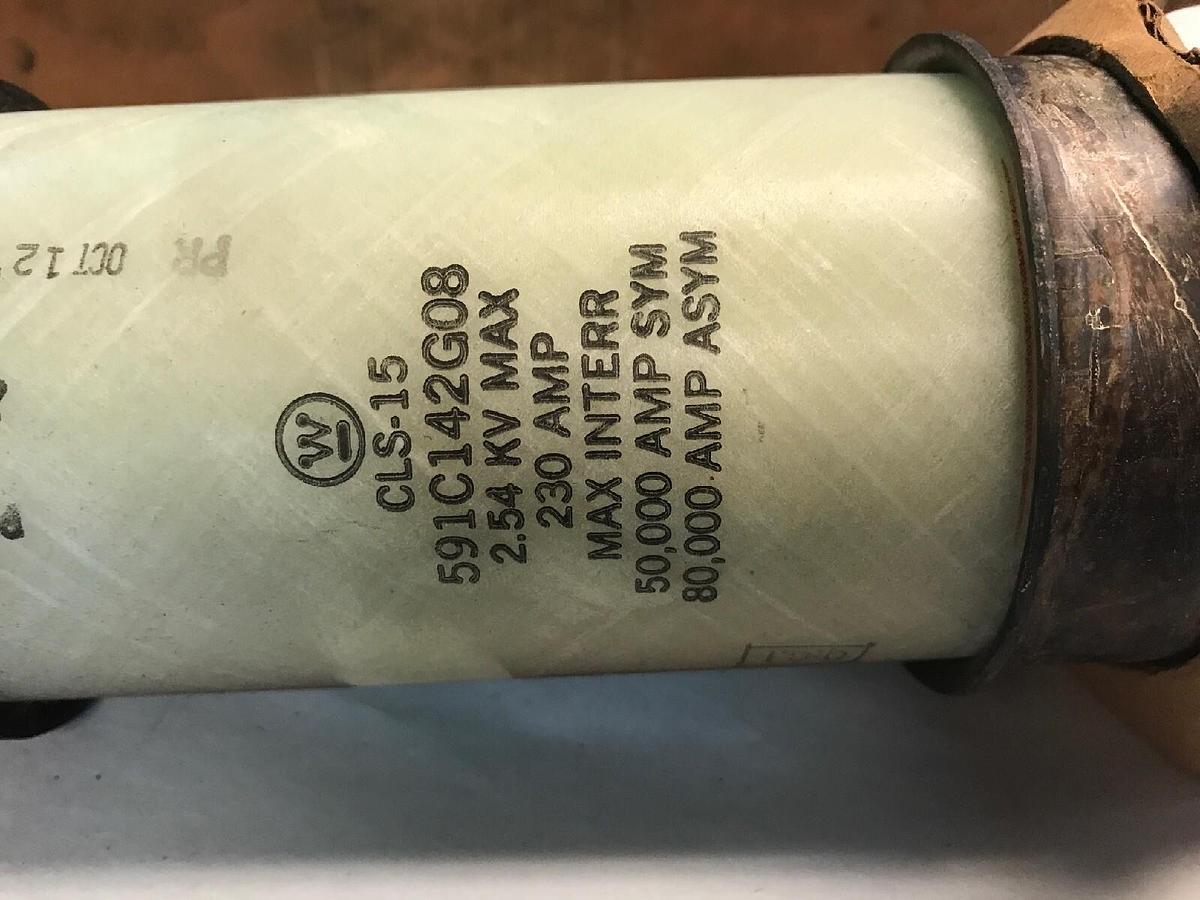 W
CLS-15
591C142G08
2.54 KV MAX
230 AMP
MAX INTERR
50,000 AMP SYM
80,000 AMP ASYM
PR
OCT 12